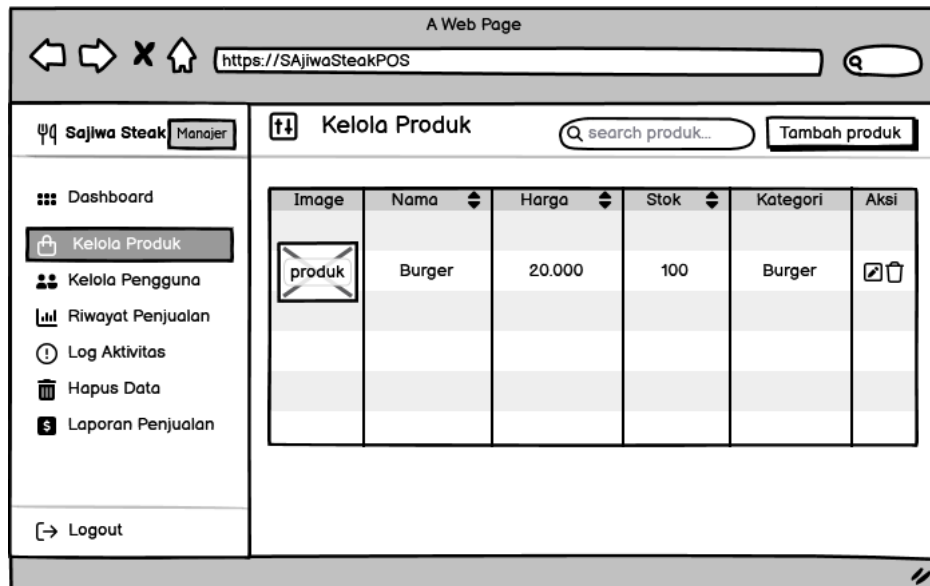 A Web Page
https://SAjiwaSteakPOS
Sajiwa Steak Manajer
Kelola Produk
search produk...
Tambah produk
Dashboard
Kelola Produk
Kelola Pengguna
Riwayat Penjualan
Log Aktivitas
Hapus Data
Laporan Penjualan
Logout
Image Nama Harga Stok Kategori Aksi
produk Burger 20.000 100 Burger